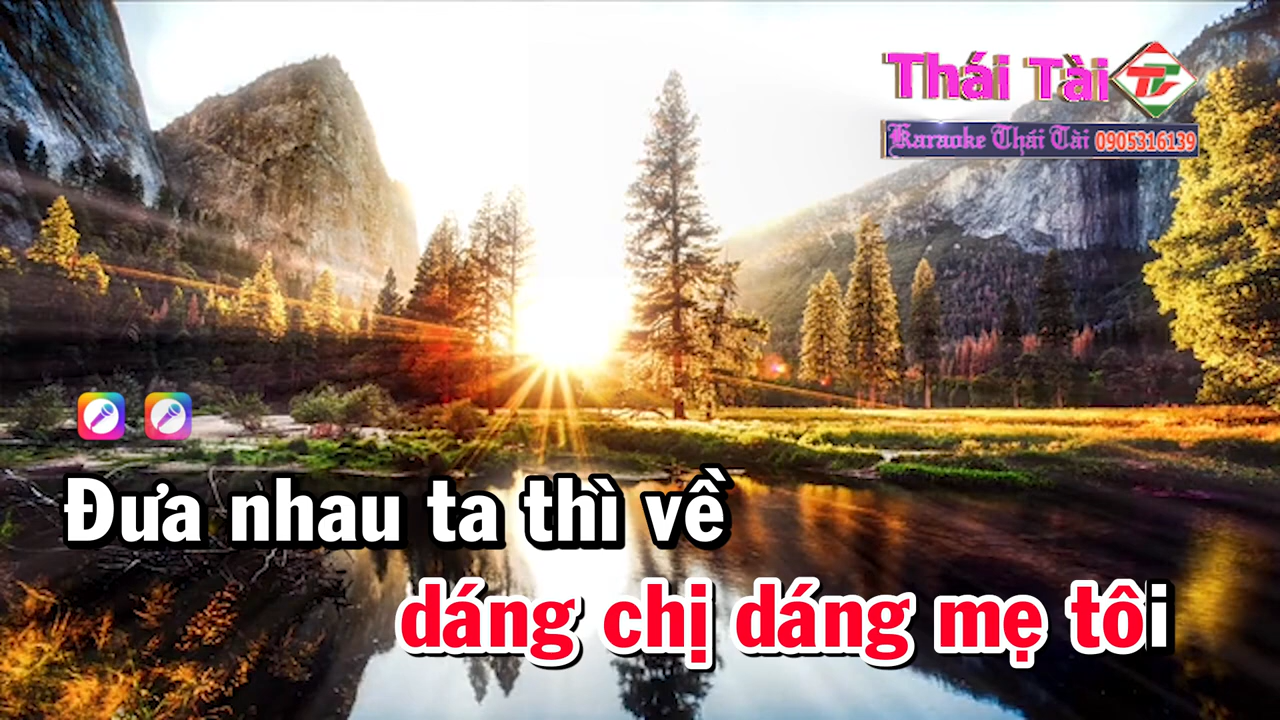 Thái Tài
Karaoke Thái Tài 0905316139
Đưa nhau ta thì về
dáng chị dáng mẹ tôi